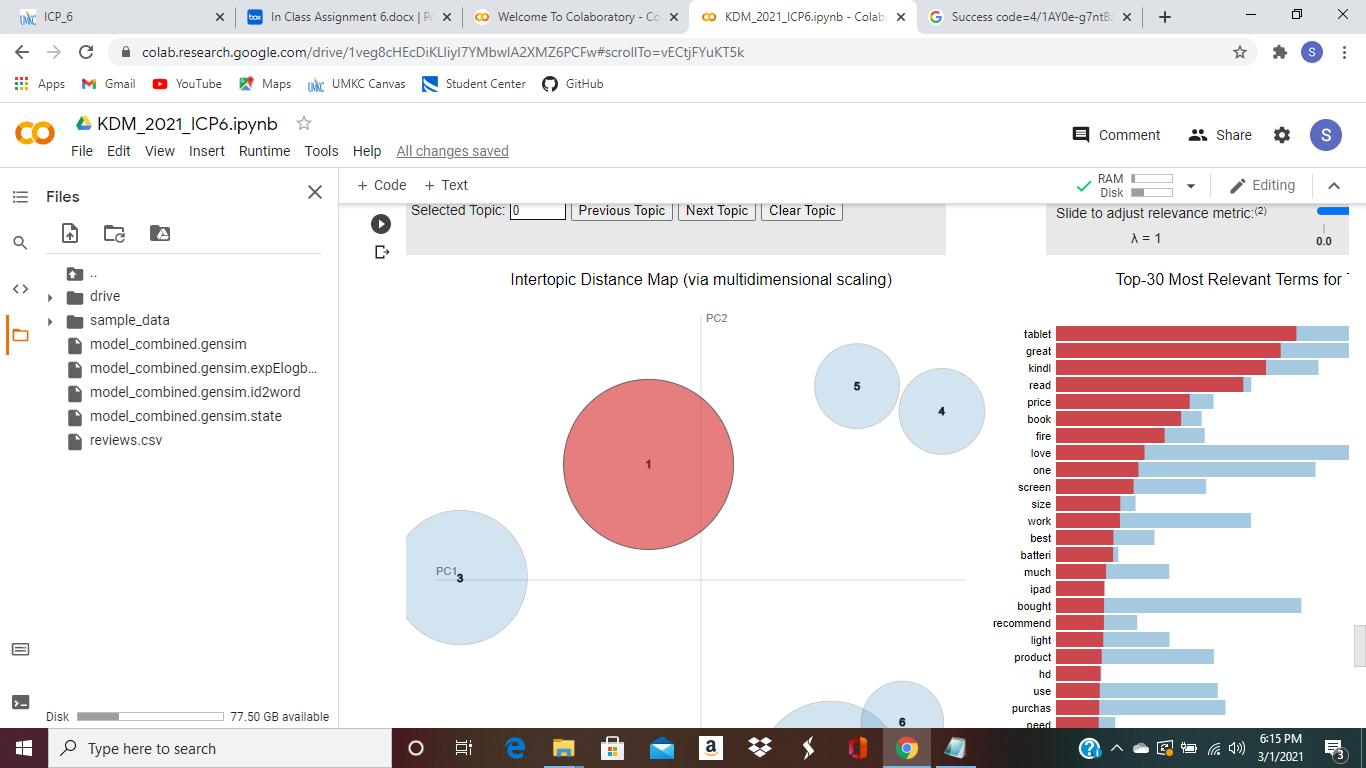 ICP_6
In Class Assignment 6.docx | Po
Welcome To Colaboratory - Co
KDM_2021_ICP6.ipynb - Colab
Success code=4/1AY0e-g7ntB
colab.research.google.com/drive/1veg8cHEcDiKLIiyI7YMbwIA2XMZ6PCFw#scrollTo=vECtjFYuKT5k
S
Apps
Gmail
YouTube
Maps
UMKC Canvas
Student Center
GitHub
KDM_2021_ICP6.ipynb
Comment
Share
S
File Edit View Insert Runtime Tools Help All changes saved
Files
+ Code + Text
RAM
Disk
Editing
..
drive
sample_data
model_combined.gensim
model_combined.gensim.expElogb...
model_combined.gensim.id2word
model_combined.gensim.state
reviews.csv
Disk
77.50 GB available
Selected Topic: 0
Previous Topic
Next Topic
Clear Topic
Slide to adjust relevance metric:(2)
λ = 1
0.0
Intertopic Distance Map (via multidimensional scaling)
PC2
5
4
1
PC1
3
6
Top-30 Most Relevant Terms for
tablet
great
kindl
read
price
book
fire
love
one
screen
size
work
best
batteri
much
ipad
bought
recommend
light
product
hd
use
purchas
need
Type here to search
6:15 PM
3/1/2021
3